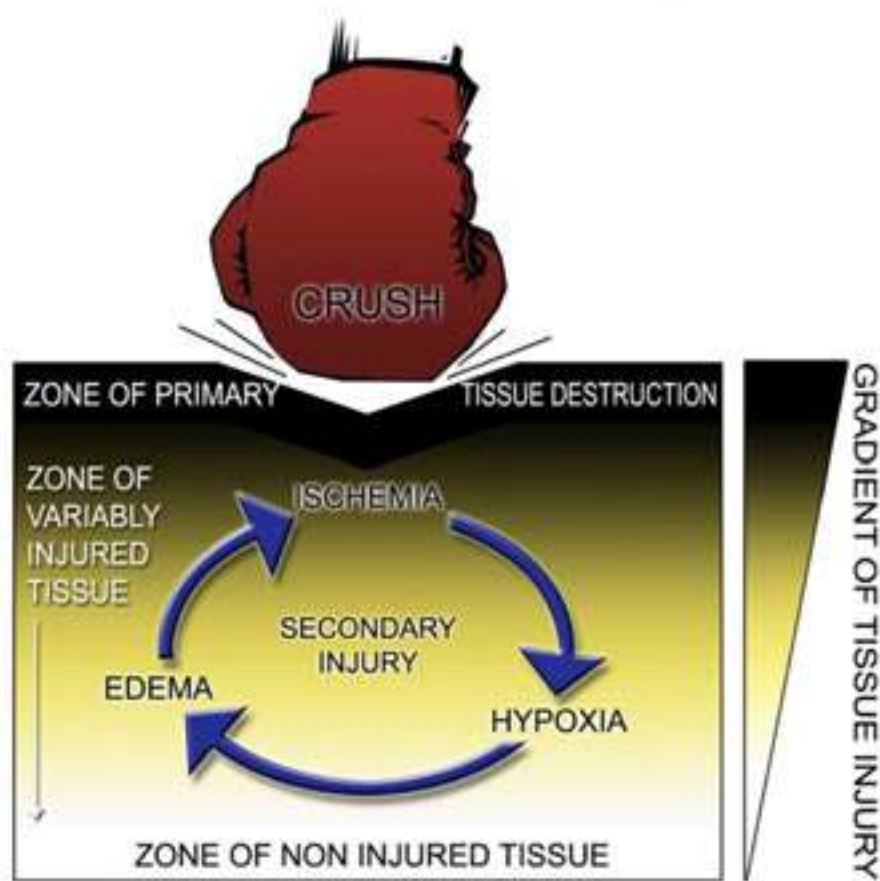 CRUSH
ZONE OF PRIMARY TISSUE DESTRUCTION
ZONE OF
VARIABLY
INJURED
TISSUE
ISCHEMIA
SECONDARY
INJURY
EDEMA
HYPOXIA
ZONE OF NON INJURED TISSUE
GRADIENT OF TISSUE INJURY